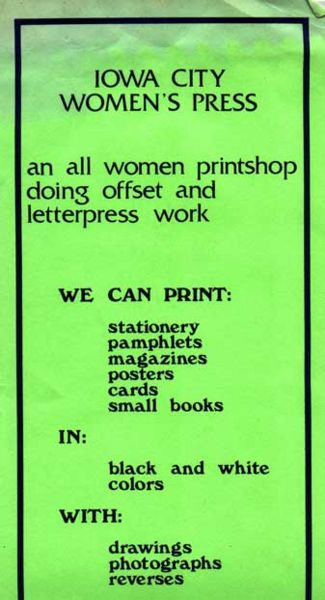 IOWA CITY
WOMEN'S PRESS
an all women printshop
doing offset and
letterpress work
WE CAN PRINT:
stationery
pamphlets
magazines
posters
cards
small books
IN:
black and white
colors
WITH:
drawings
photographs
reverses